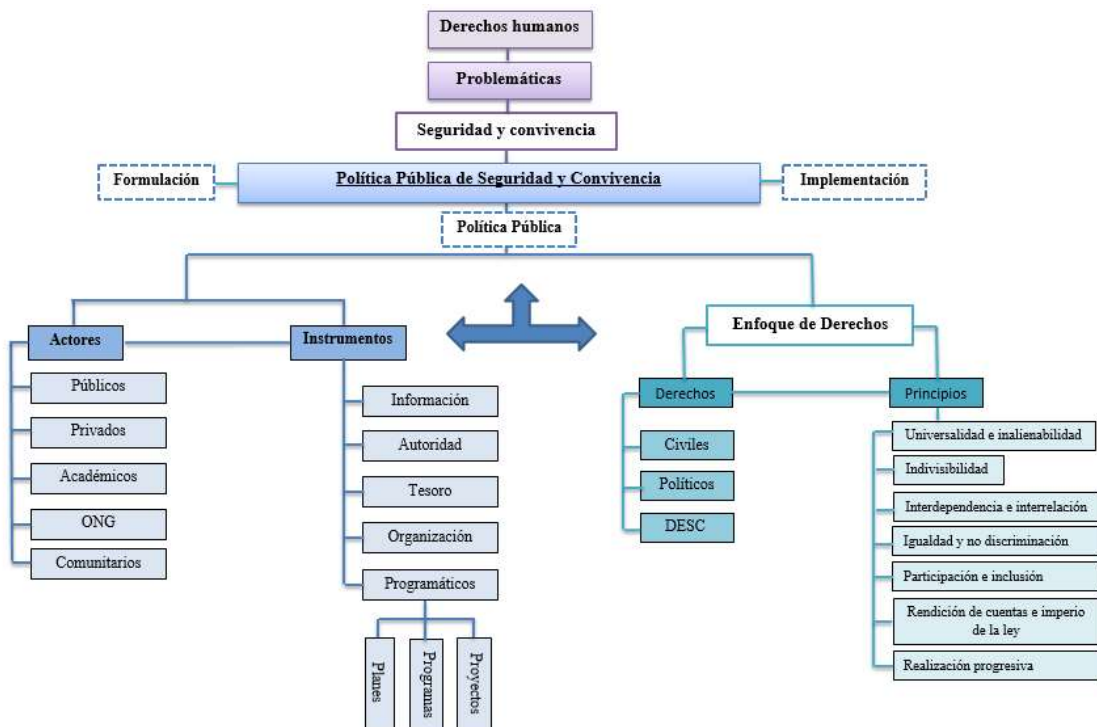 Derechos humanos
Problemáticas
Seguridad y convivencia
Formulación
Política Pública de Seguridad y Convivencia
Implementación
Política Pública
Actores
Públicos
Privados
Académicos
ONG
Comunitarios
Instrumentos
Información
Autoridad
Tesoro
Organización
Programáticos
Planes
Programas
Proyectos
Enfoque de Derechos
Derechos
Civiles
Políticos
DESC
Principios
Universalidad e inalienabilidad
Indivisibilidad
Interdependencia e interrelación
Igualdad y no discriminación
Participación e inclusión
Rendición de cuentas e imperio
de la ley
Realización progresiva